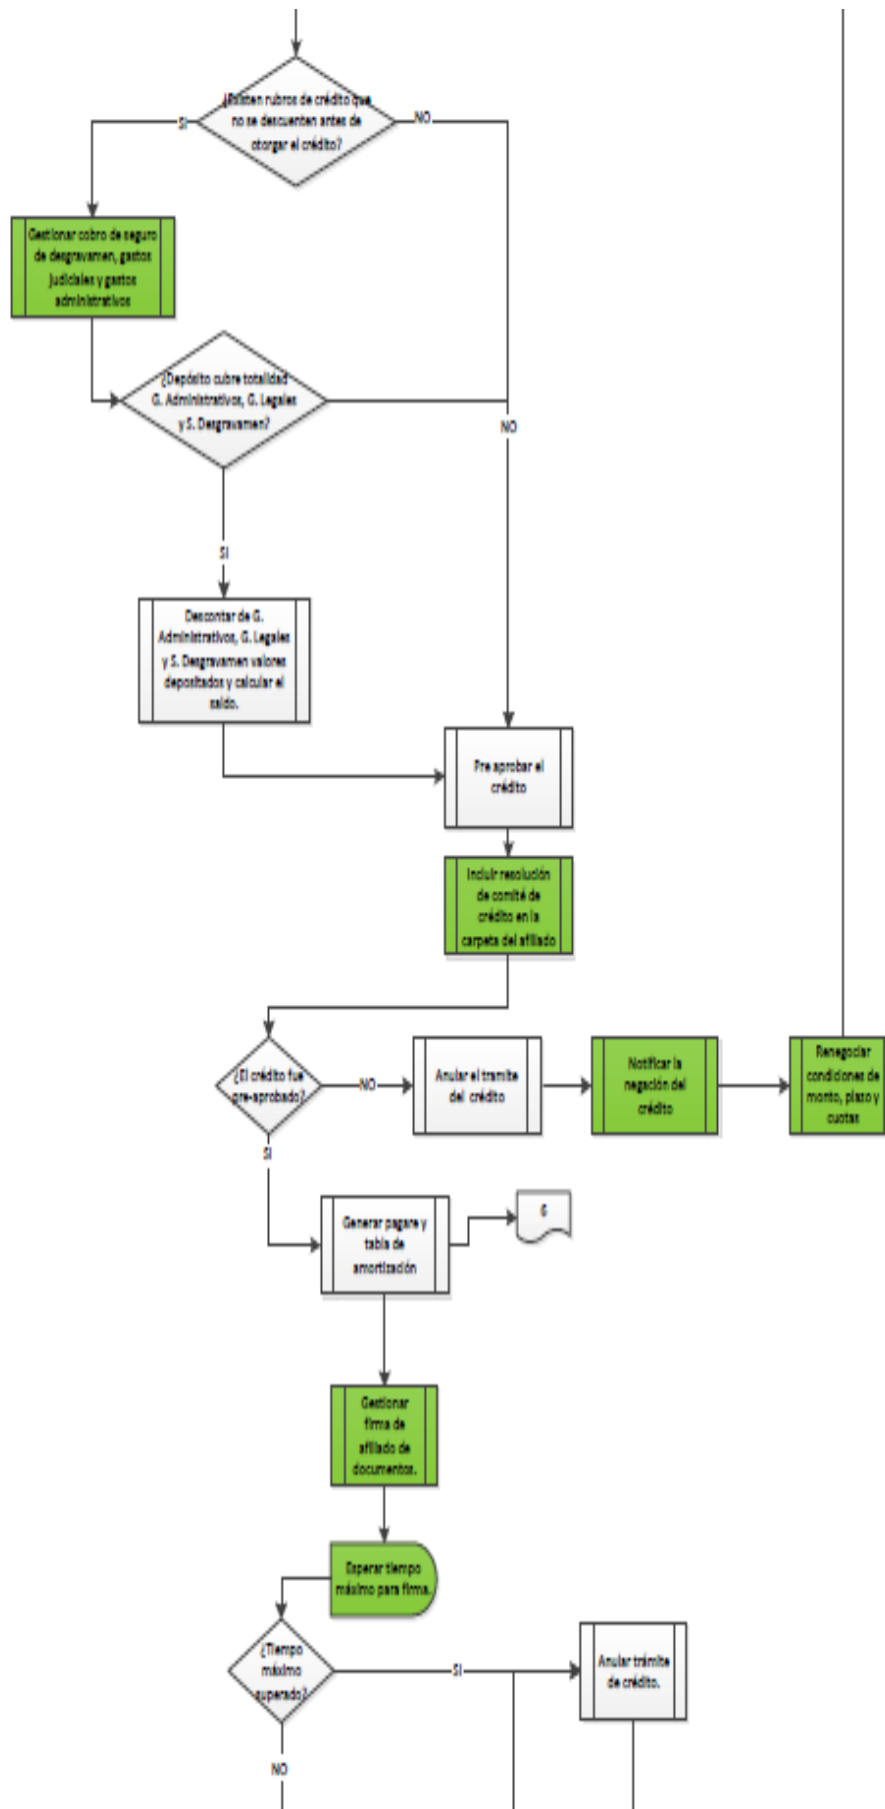 ¿Existen rubros de crédito que
no se descuenten antes de
otorgar el crédito?
SI
NO
Gestionar cobro de seguro
de desgravamen, gastos
judiciales y gastos
administrativos
¿Depósito cubre totalidad
G. Administrativos, G. Legales
y S. Desgravamen?
NO
SI
Descontar de G.
Administrativos, G. Legales
y S. Desgravamen valores
depositados y calcular el
saldo.
Pre aprobar el
crédito
Incluir resolución
de comité de
crédito en la
carpeta del afiliado
¿El crédito fue
pre-aprobado?
NO
Anular el tramite
del crédito
Notificar la
negación del
crédito
Renegociar
condiciones de
monto, plazo y
cuotas
SI
Generar pagare y
tabla de
amortización
G
Gestionar
firma de
afiliado de
documentos.
Esperar tiempo
máximo para firma.
¿Tiempo
máximo
superado?
SI
Anular trámite
de crédito.
NO